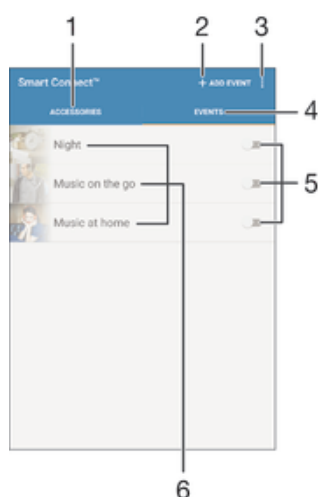 1 2 3
Smart Connect™ + ADD EVENT
ACCESSORIES EVENTS 4
Night
Music on the go 5
Music at home
6